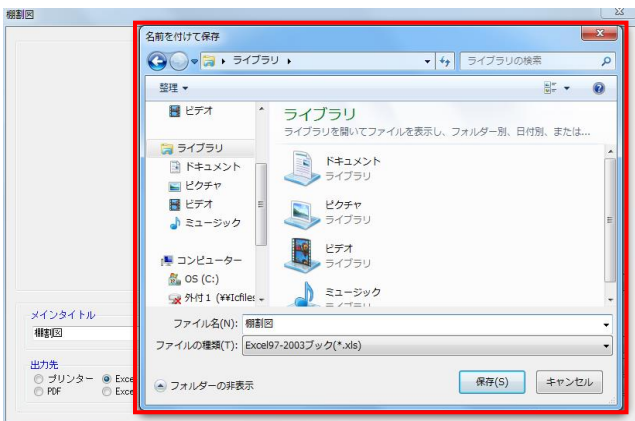 棚割図
名前を付けて保存
ライブラリ
ライブラリの検索
整理
ビデオ
ライブラリ
ドキュメント
ピクチャ
ビデオ
ミュージック
コンピューター
OS (C:)
外付1 (¥¥Icfiles
ライブラリ
ライブラリを開いてファイルを表示し、フォルダー別、日付別、または...
ドキュメント
ライブラリ
ピクチャ
ライブラリ
ビデオ
ライブラリ
ミュージック
ライブラリ
ファイル名(N): 棚割図
ファイルの種類(T): Excel97-2003ブック(*.xls)
フォルダーの非表示
保存(S)
キャンセル
メインタイトル
棚割図
出力先
プリンター
Exce
PDF
Exce